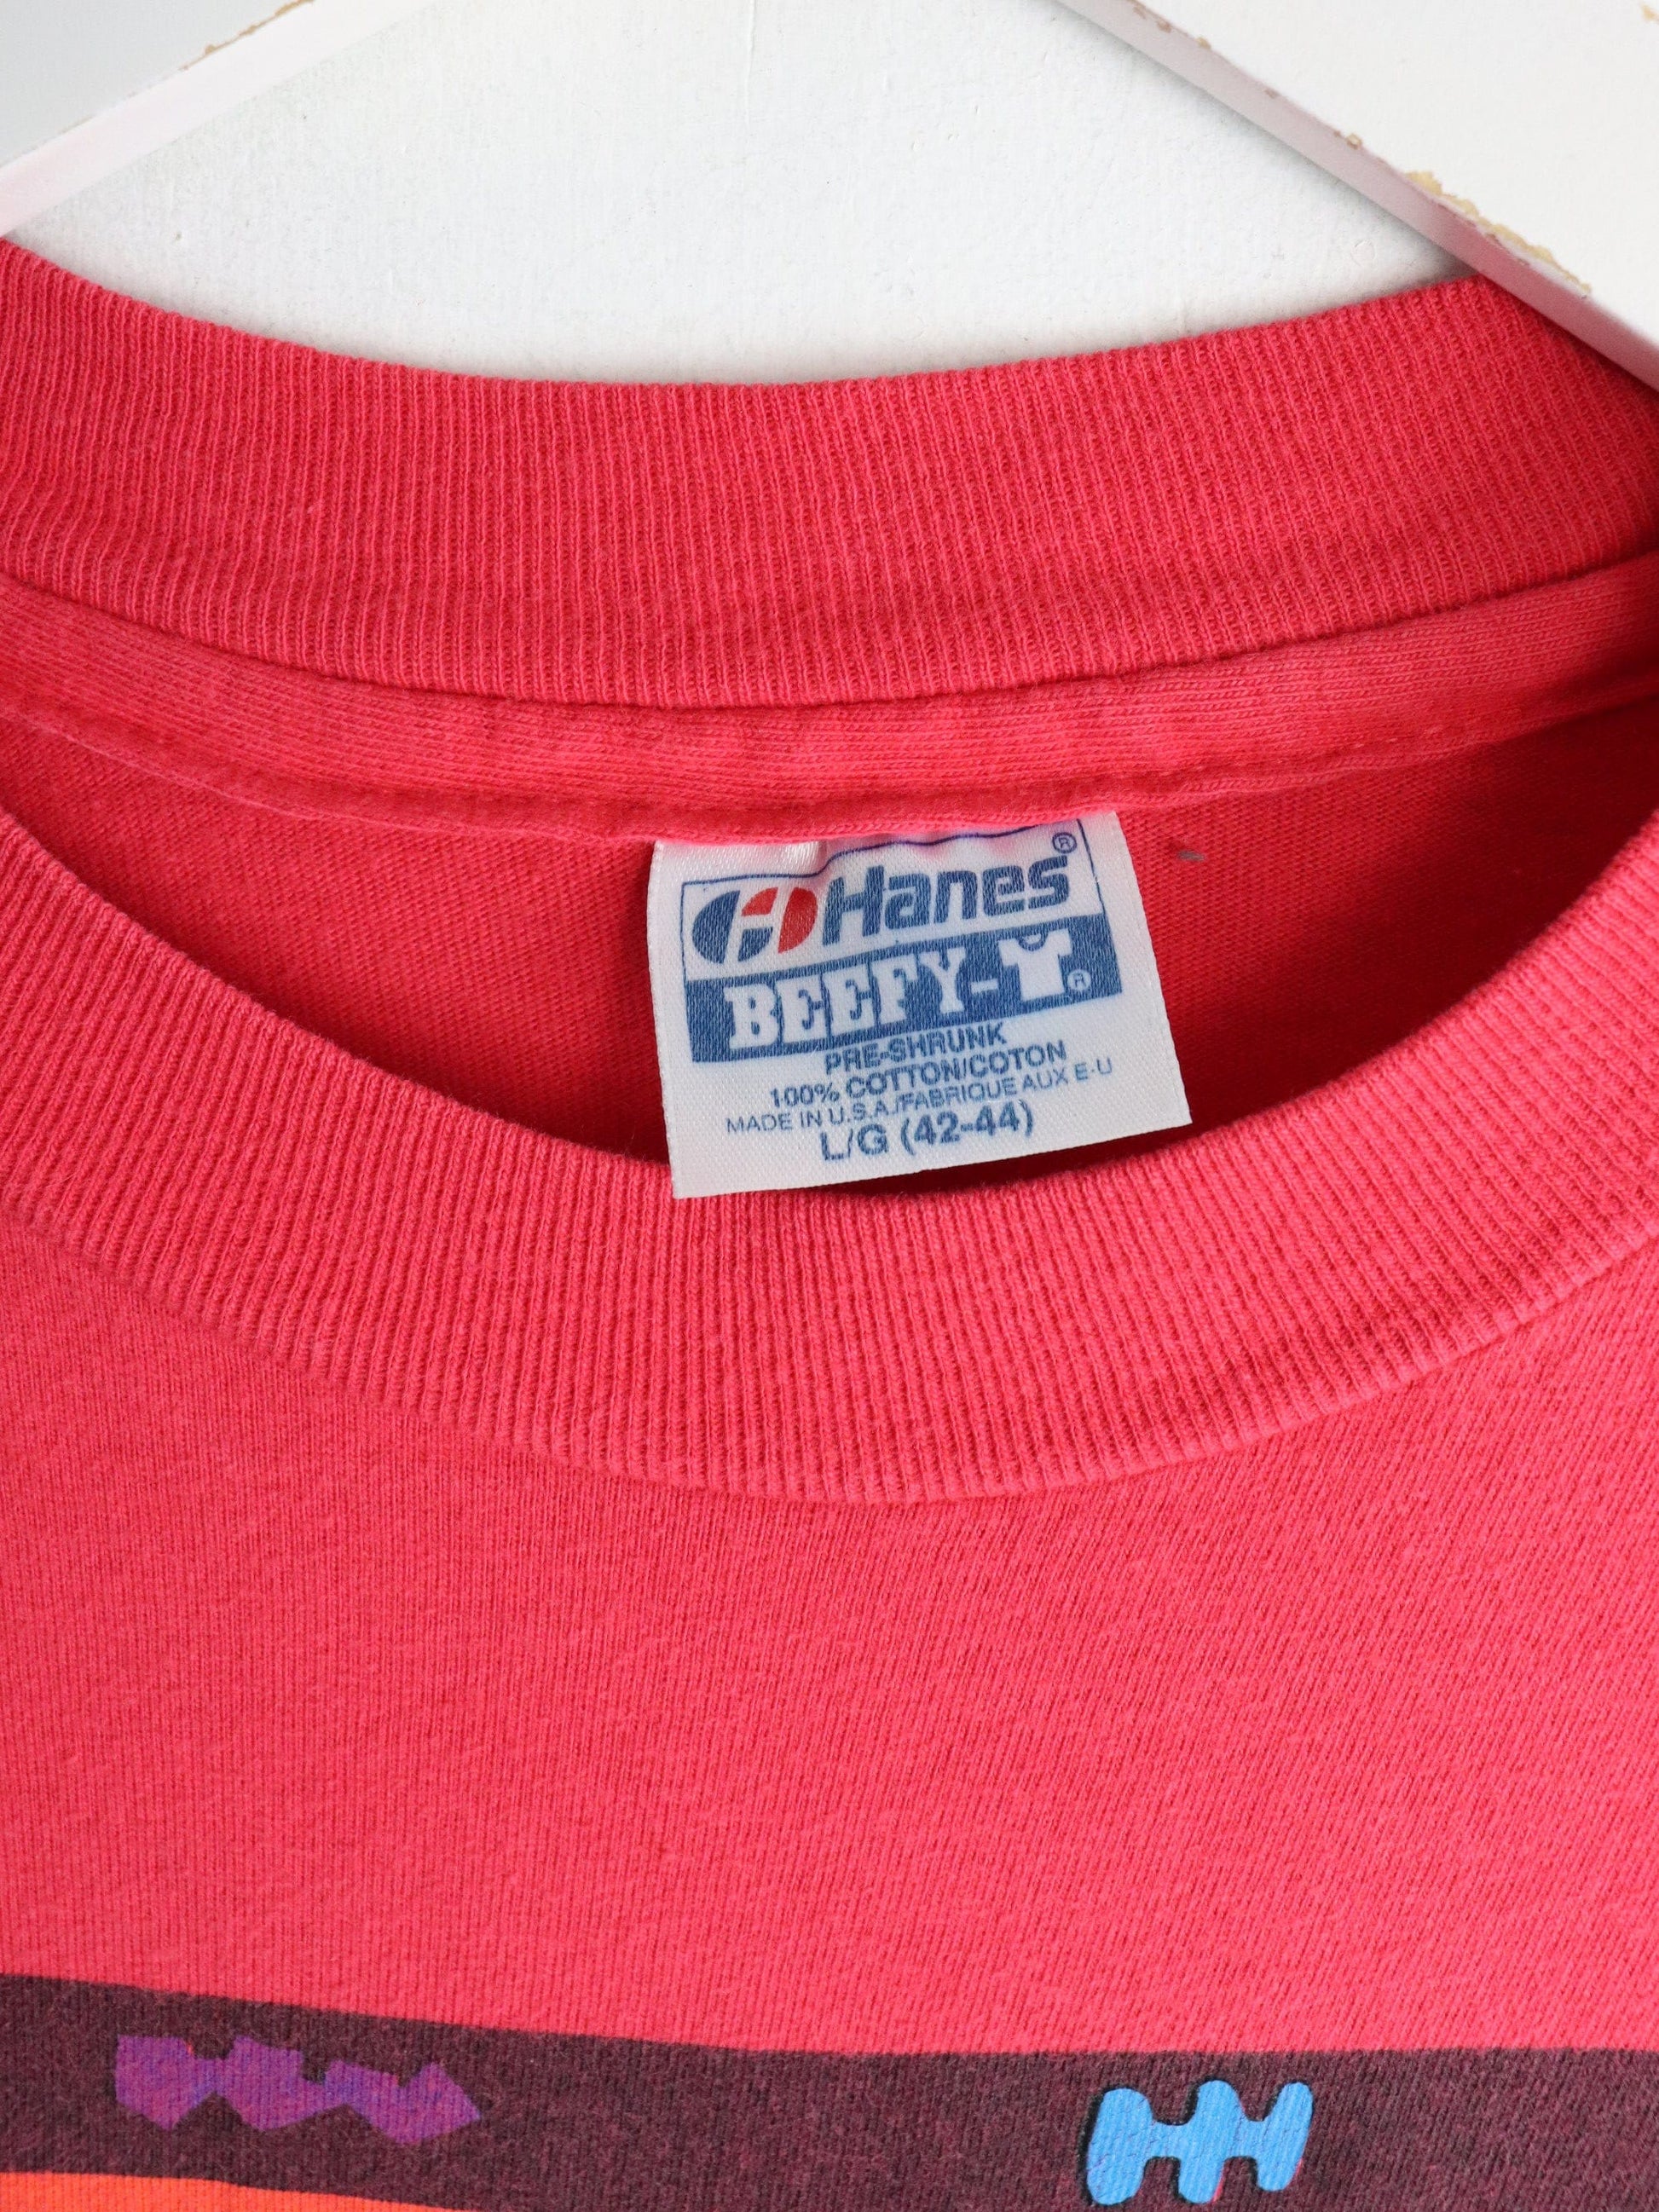 Hanes®
BEEFY-T®
PRE-SHRUNK
100% COTTON/COTON
MADE IN U.S.A./FABRIQUE AUX E-U
L/G (42-44)